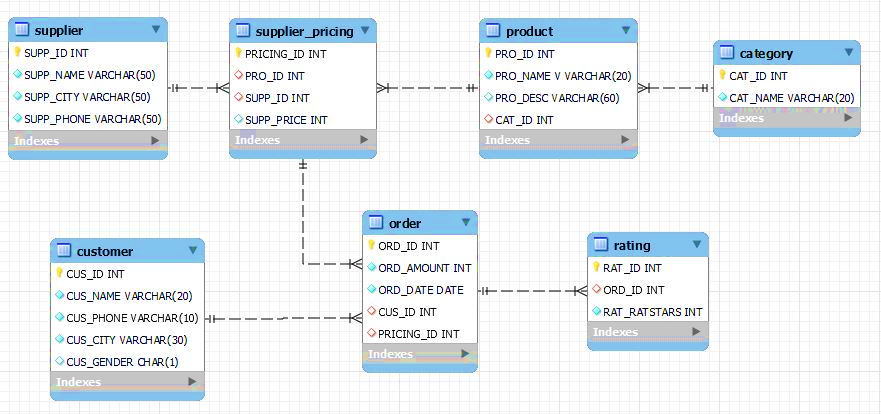 supplier
SUPP_ID INT
SUPP_NAME VARCHAR(50)
SUPP_CITY VARCHAR(50)
SUPP_PHONE VARCHAR(50)
Indexes
supplier_pricing
PRICING_ID INT
PRO_ID INT
SUPP_ID INT
SUPP_PRICE INT
Indexes
product
PRO_ID INT
PRO_NAME V VARCHAR(20)
PRO_DESC VARCHAR(60)
CAT_ID INT
Indexes
category
CAT_ID INT
CAT_NAME VARCHAR(20)
Indexes
customer
CUS_ID INT
CUS_NAME VARCHAR(20)
CUS_PHONE VARCHAR(10)
CUS_CITY VARCHAR(30)
CUS_GENDER CHAR(1)
Indexes
order
ORD_ID INT
ORD_AMOUNT INT
ORD_DATE DATE
CUS_ID INT
PRICING_ID INT
Indexes
rating
RAT_ID INT
ORD_ID INT
RAT_RATSTARS INT
Indexes